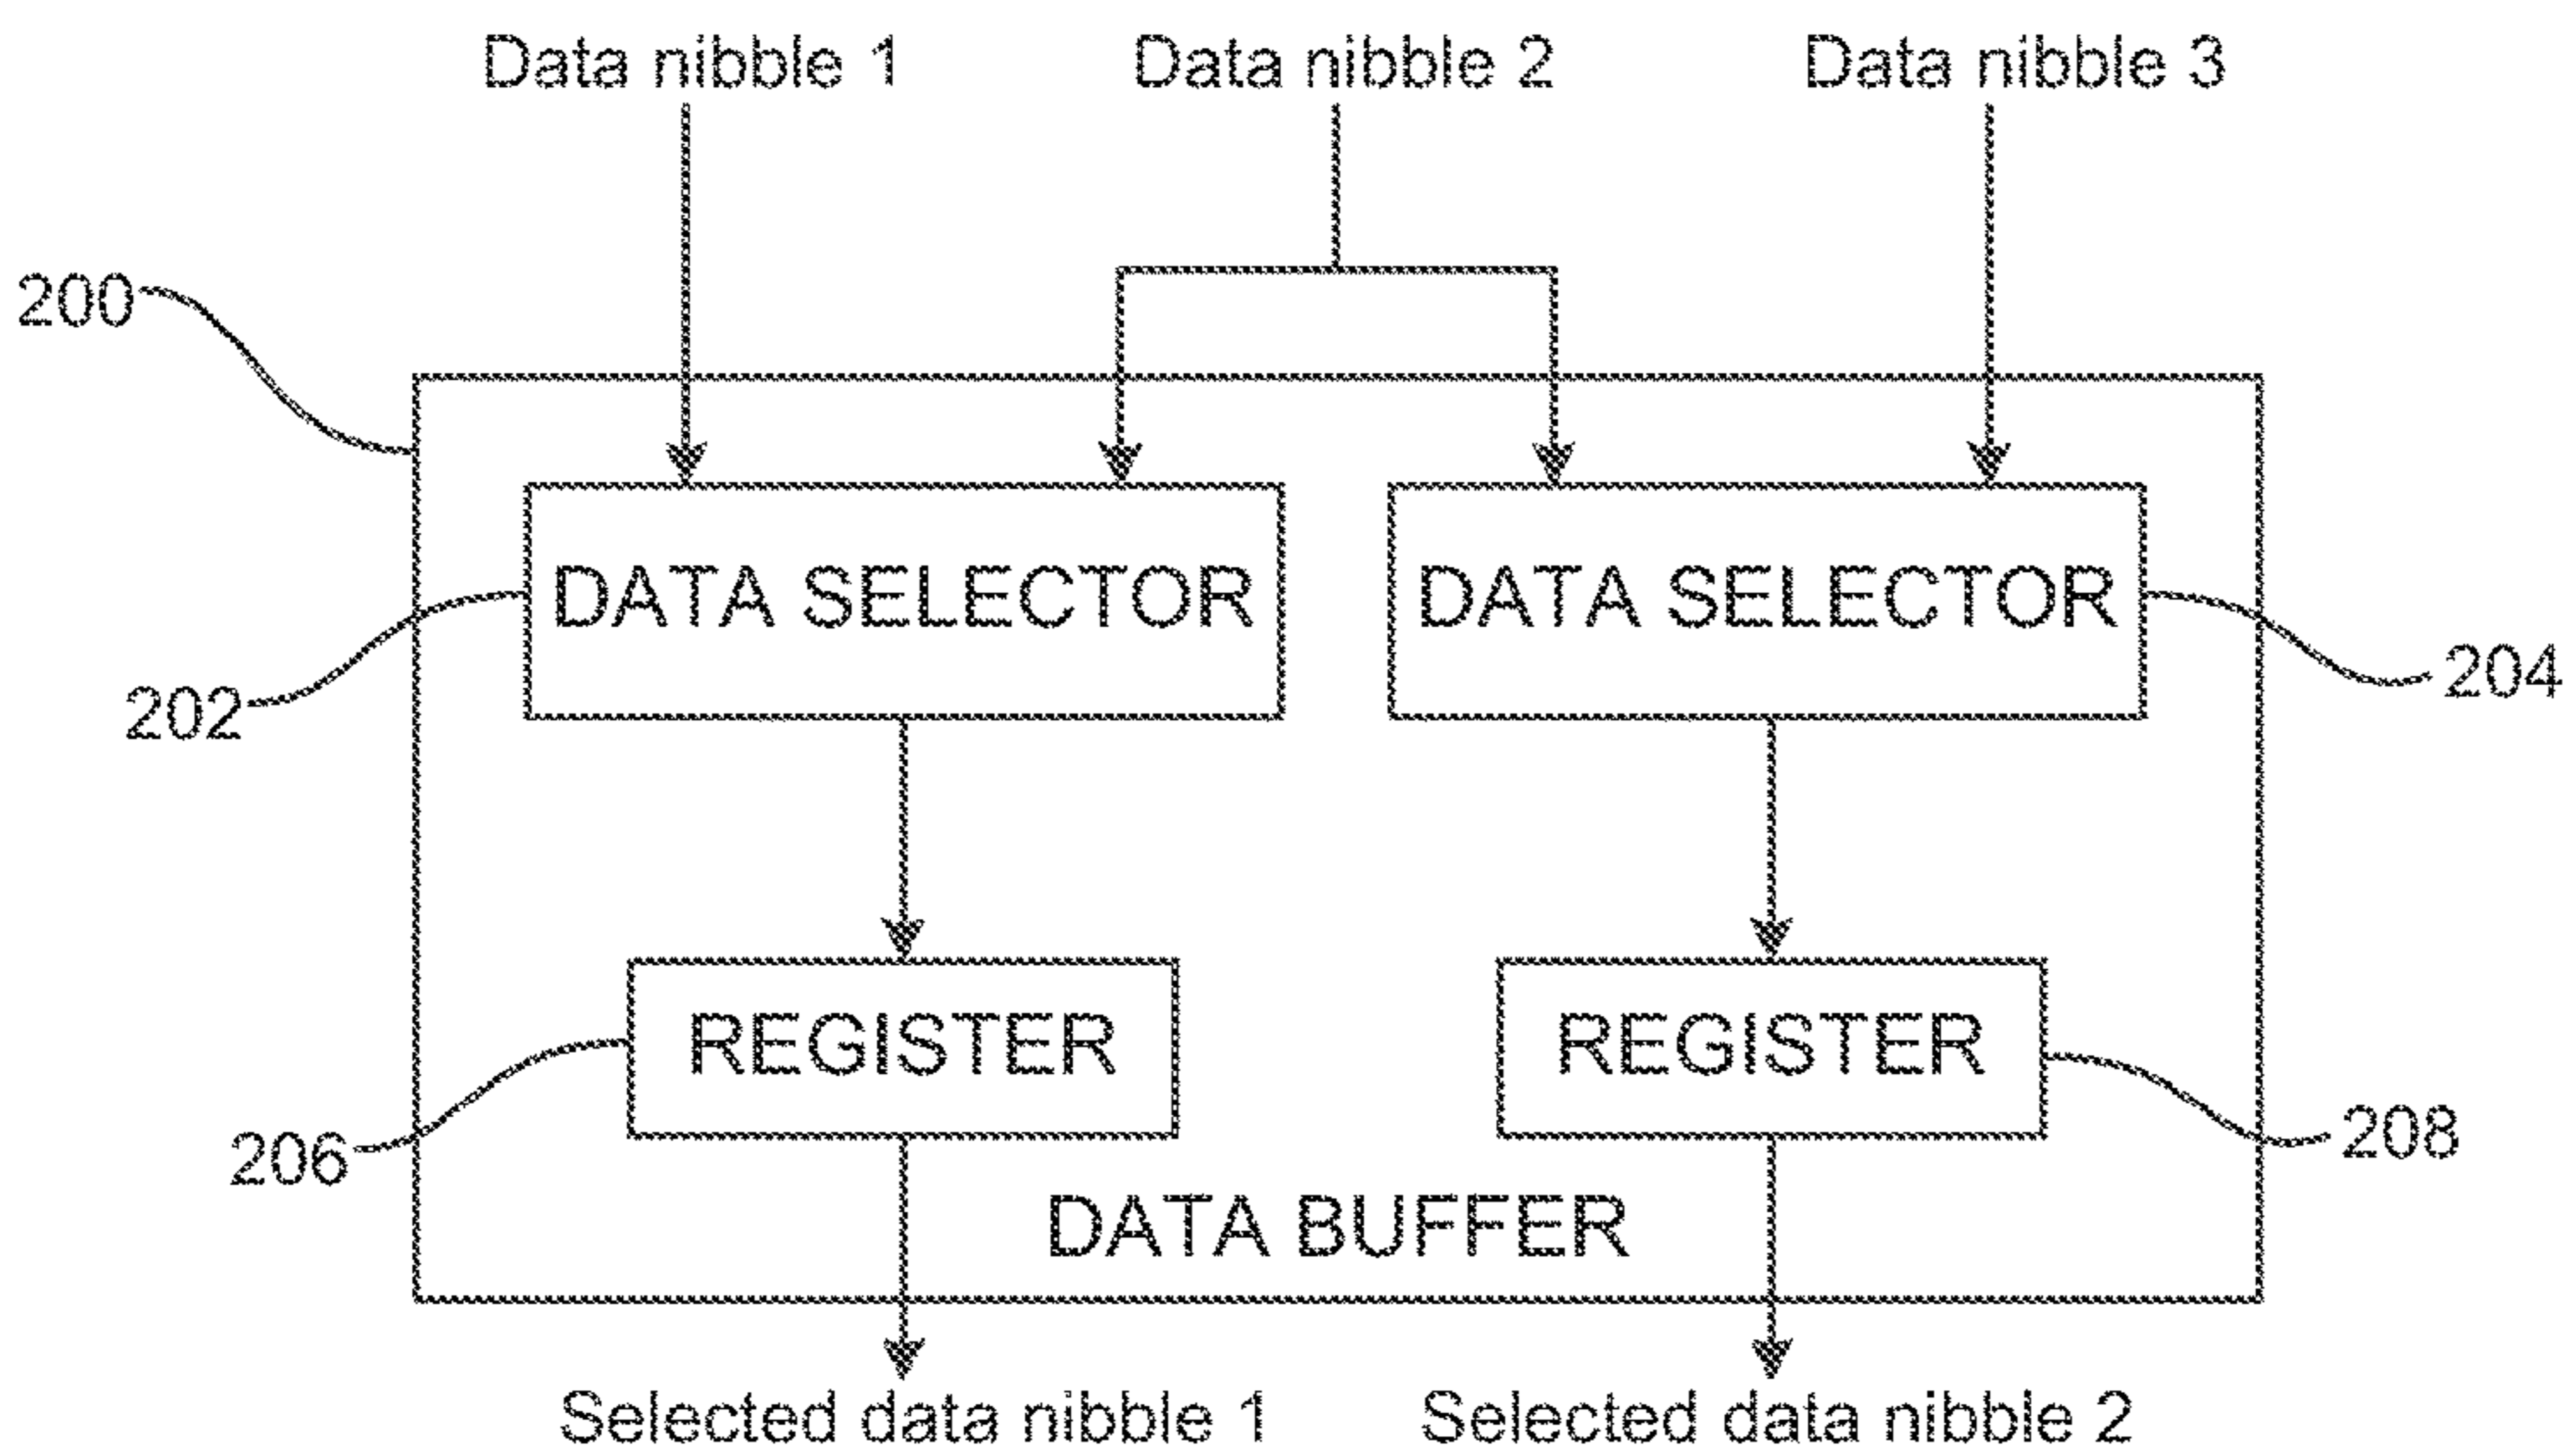 Data nibble 1
Data nibble 2
Data nibble 3
200
DATA SELECTOR
DATA SELECTOR
202
204
REGISTER
REGISTER
206
208
DATA BUFFER
Selected data nibble 1
Selected data nibble 2